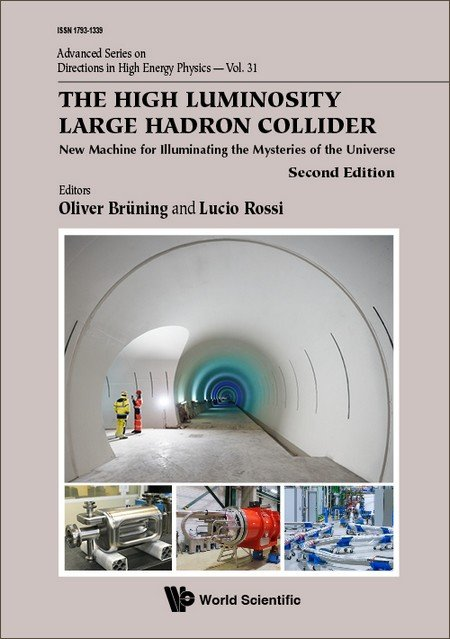 ISSN 1793-1339
Advanced Series on
Directions in High Energy Physics — Vol. 31
THE HIGH LUMINOSITY
LARGE HADRON COLLIDER
New Machine for Illuminating the Mysteries of the Universe
Second Edition
Editors
Oliver Brüning and Lucio Rossi
World Scientific